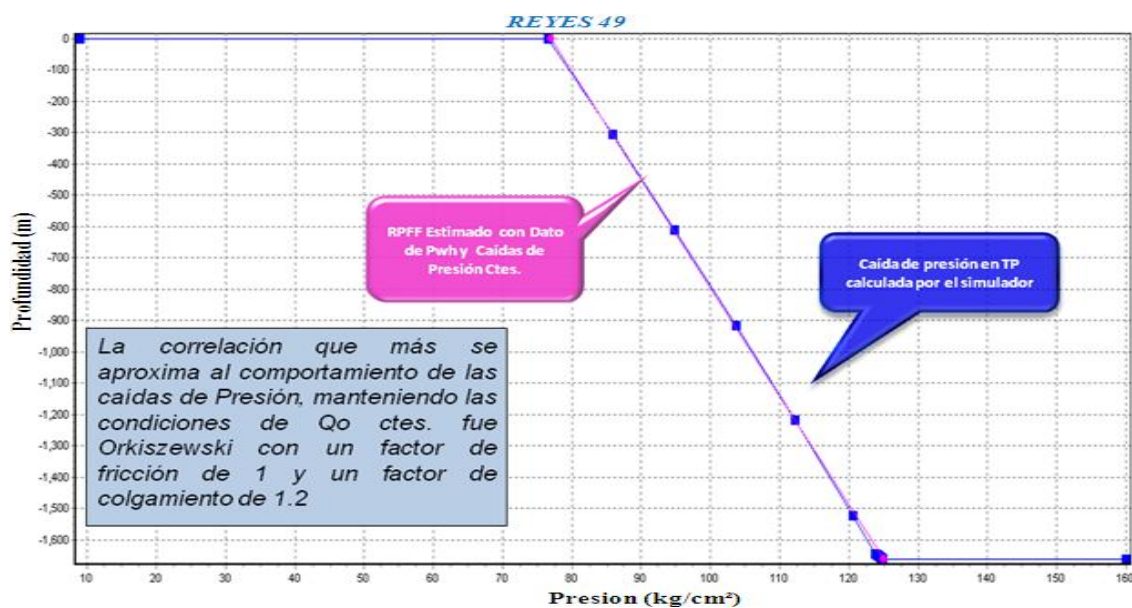 REYES 49
0
-100
-200
-300
-400
-500
-600
-700
-800
-900
-1,000
-1,100
-1,200
-1,300
-1,400
-1,500
-1,600
Profundidad (m)
RPFF Estimado con Dato
de Pwh y Caídas de
Presión Ctes.
Caída de presión en TP
calculada por el simulador
La correlación que más se
aproxima al comportamiento de las
caídas de Presión, manteniendo las
condiciones de Qo ctes. fue
Orkiszewski con un factor de
fricción de 1 y un factor de
colgamiento de 1.2
10 20 30 40 50 60 70 80 90 100 110 120 130 140 150 160
Presion (kg/cm²)